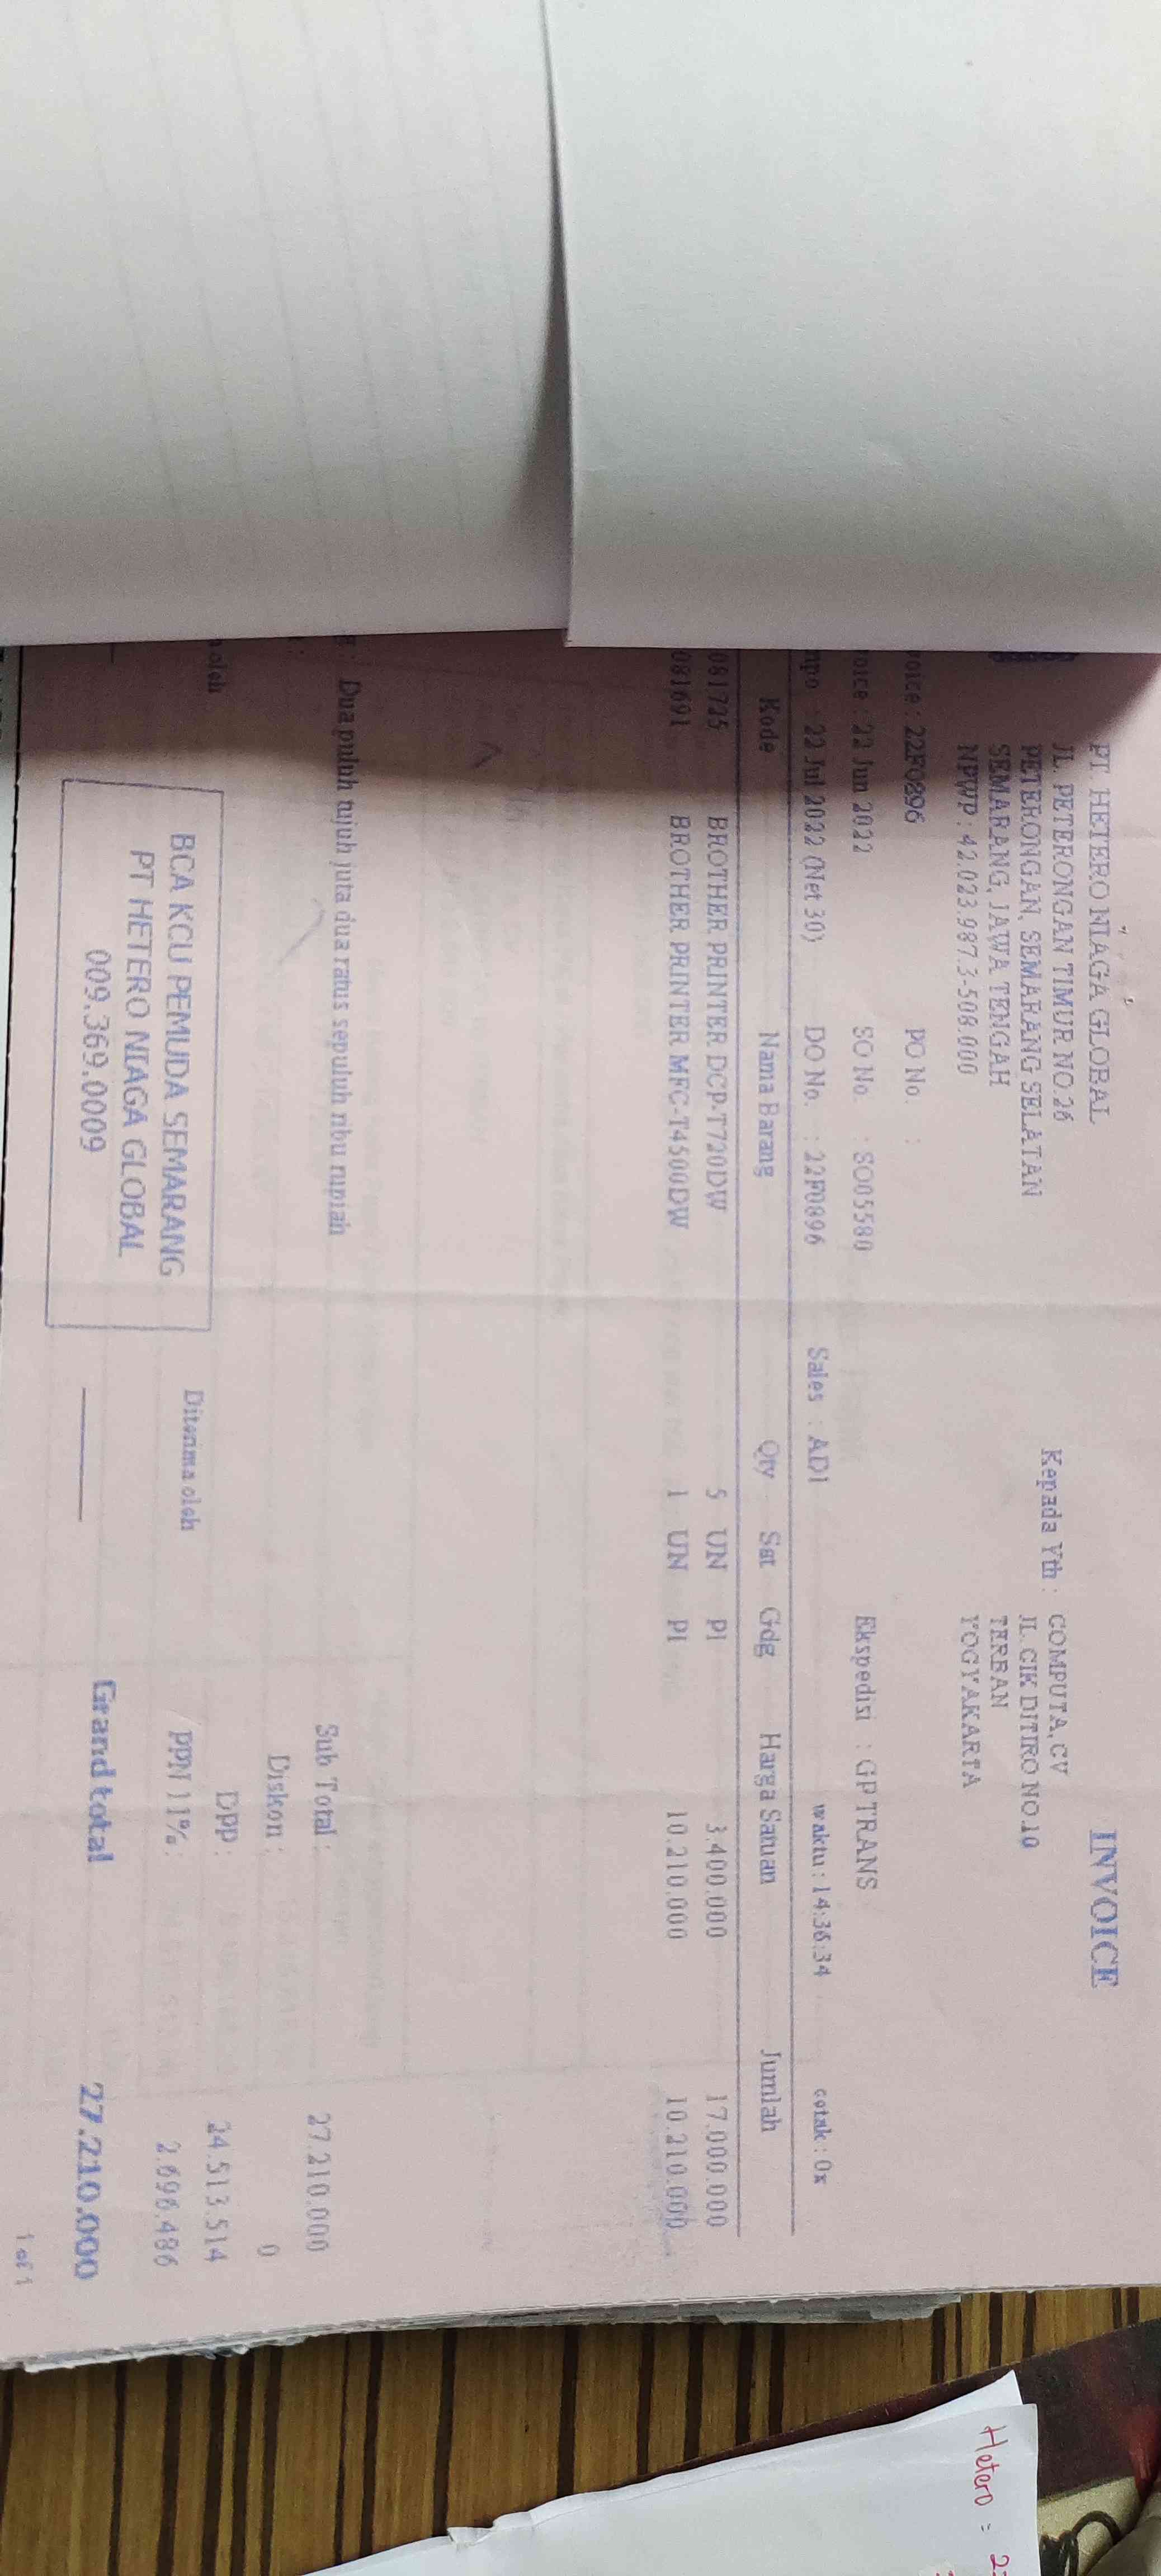 PT. HETERO NIAGA GLOBAL
JL. PETERONGAN TIMUR NO.26
PETERONGAN, SEMARANG SELATAN
SEMARANG, JAWA TENGAH
NPWP : 42.023.987.3-508.000
INVOICE
Kepada Yth : COMPUTA,CV
JL. CIK DITIRO NO.10
TERBAN
YOGYAKARTA
voice : 22F0896 PO No. :
voice : 22 Jun 2022 SO No. : SO05580 Ekspedisi : GP TRANS
mpo : 22 Jul 2022 (Net 30) DO No. : 22F0896 Sales : ADI waktu : 14:36:34 cetak : 0x
Kode Nama Barang Qty Sat Gdg Harga Satuan Jumlah
081725 BROTHER PRINTER DCP-T720DW 5 UN PI 3.400.000 17.000.000
081691 BROTHER PRINTER MFC-T4500DW 1 UN PI 10.210.000 10.210.000
: Dua puluh tujuh juta dua ratus sepuluh ribu rupiah
Sub Total : 27.210.000
Diskon : 0
Dpp : 24.513.514
PPN 11% : 2.696.486
Grand total 27.210.000
oleh
BCA KCU PEMUDA SEMARANG
PT HETERO NIAGA GLOBAL
009.369.0009
Diterima oleh
1 of 1
Hetero :